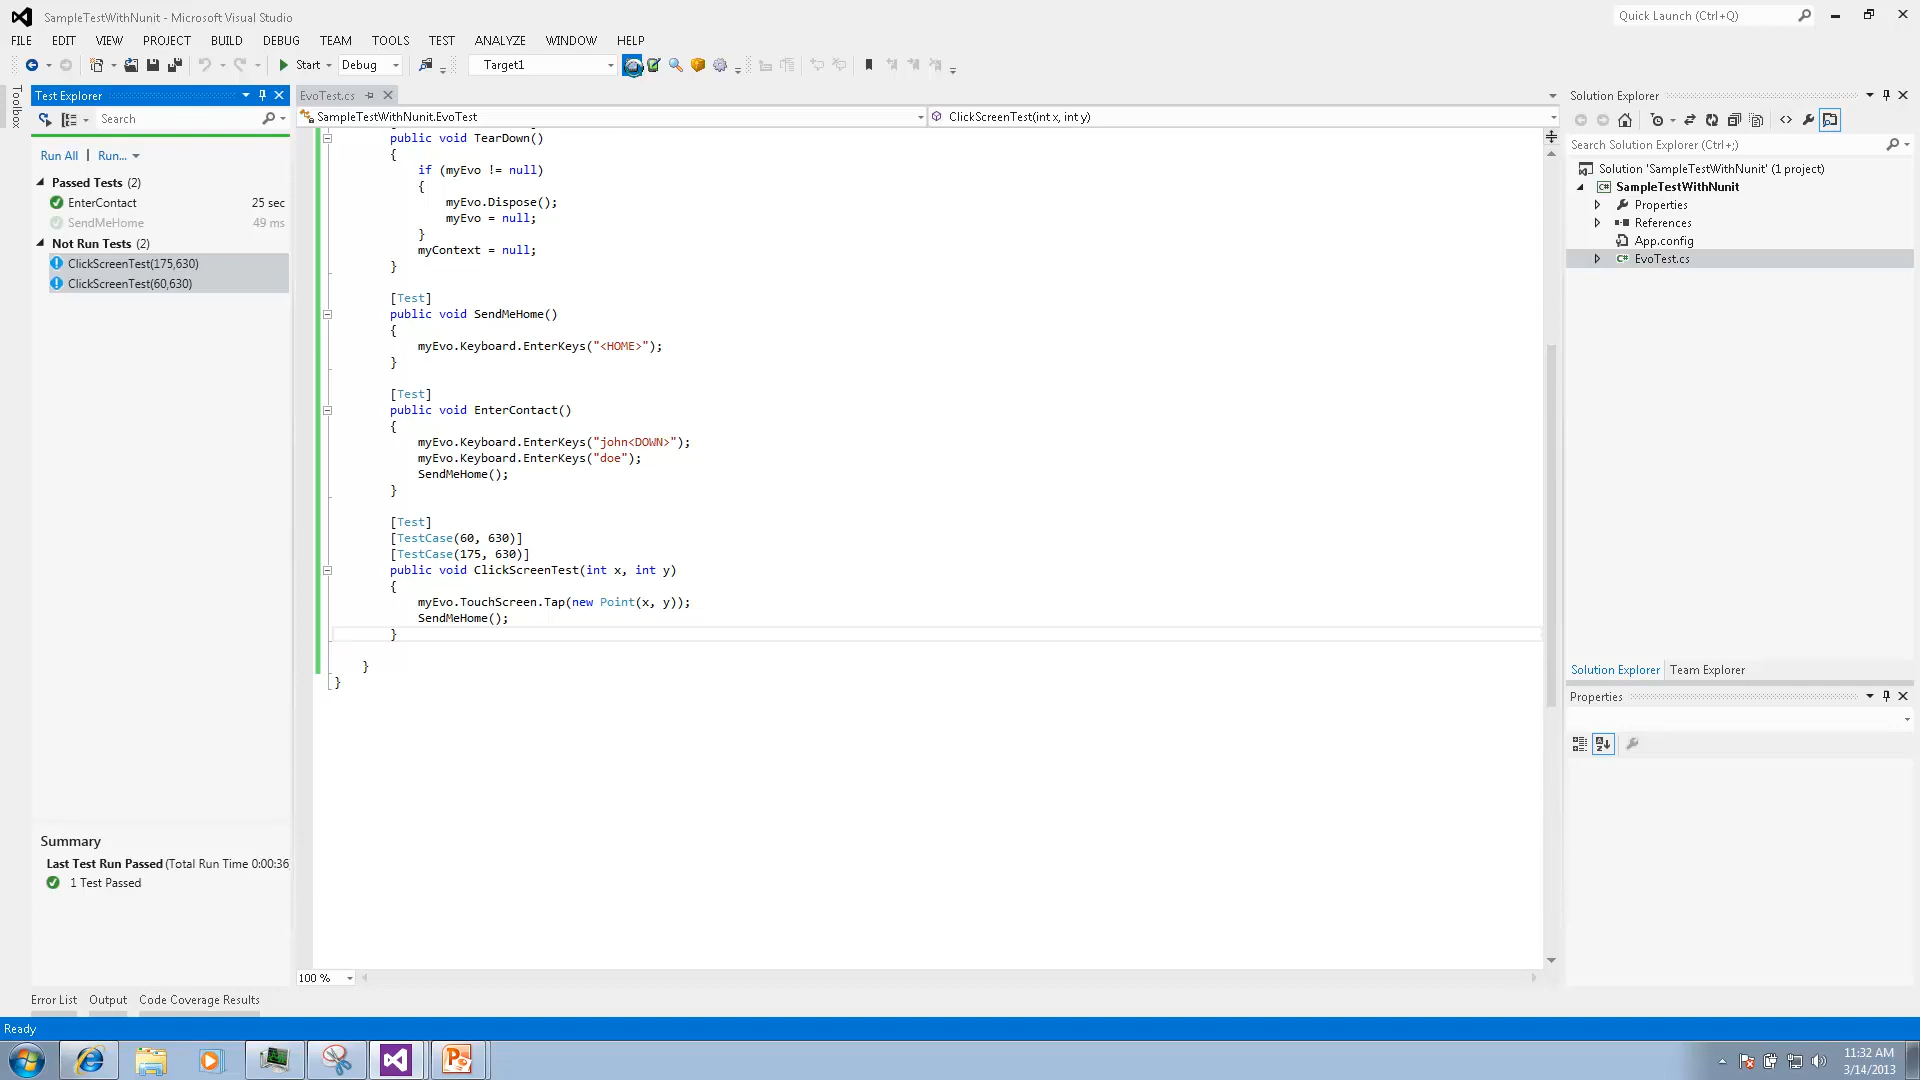 SampleTestWithNunit - Microsoft Visual Studio
Quick Launch (Ctrl+Q)
FILE EDIT VIEW PROJECT BUILD DEBUG TEAM TOOLS TEST ANALYZE WINDOW HELP
Start Debug Target1
Toolbox
Test Explorer
Search
Run All | Run...
Passed Tests (2)
EnterContact 25 sec
SendMeHome 49 ms
Not Run Tests (2)
ClickScreenTest(175,630)
ClickScreenTest(60,630)
Summary
Last Test Run Passed (Total Run Time 0:00:36
1 Test Passed
EvoTest.cs
SampleTestWithNunit.EvoTest
ClickScreenTest(int x, int y)
public void TearDown()
{
if (myEvo != null)
{
myEvo.Dispose();
myEvo = null;
}
myContext = null;
}
[Test]
public void SendMeHome()
{
myEvo.Keyboard.EnterKeys("<HOME>");
}
[Test]
public void EnterContact()
{
myEvo.Keyboard.EnterKeys("john<DOWN>");
myEvo.Keyboard.EnterKeys("doe");
SendMeHome();
}
[Test]
[TestCase(60, 630)]
[TestCase(175, 630)]
public void ClickScreenTest(int x, int y)
{
myEvo.TouchScreen.Tap(new Point(x, y));
SendMeHome();
}
}
}
100 %
Solution Explorer
Search Solution Explorer (Ctrl+;)
Solution 'SampleTestWithNunit' (1 project)
SampleTestWithNunit
Properties
References
App.config
EvoTest.cs
Solution Explorer Team Explorer
Properties
Error List Output Code Coverage Results
Ready
11:32 AM
3/14/2013